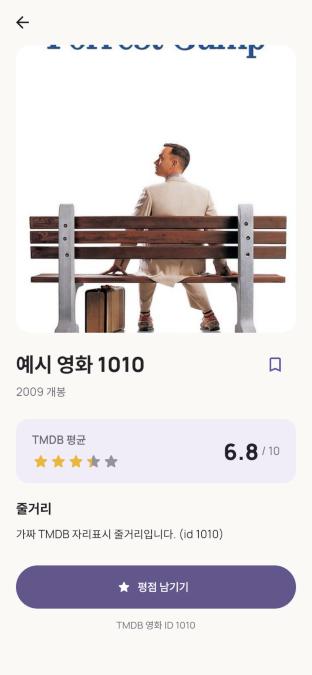 Forrest Gump
예시 영화 1010
2009 개봉
TMDB 평균
6.8 / 10
줄거리
가짜 TMDB 자리표시 줄거리입니다. (id 1010)
평점 남기기
TMDB 영화 ID 1010